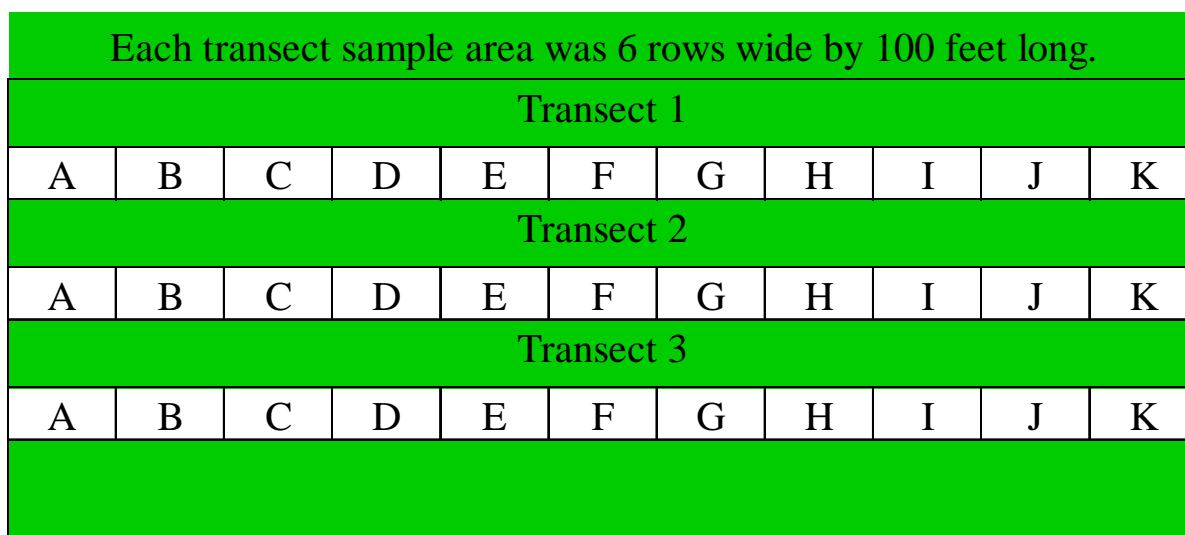 Each transect sample area was 6 rows wide by 100 feet long.
Transect 1
A B C D E F G H I J K
Transect 2
A B C D E F G H I J K
Transect 3
A B C D E F G H I J K